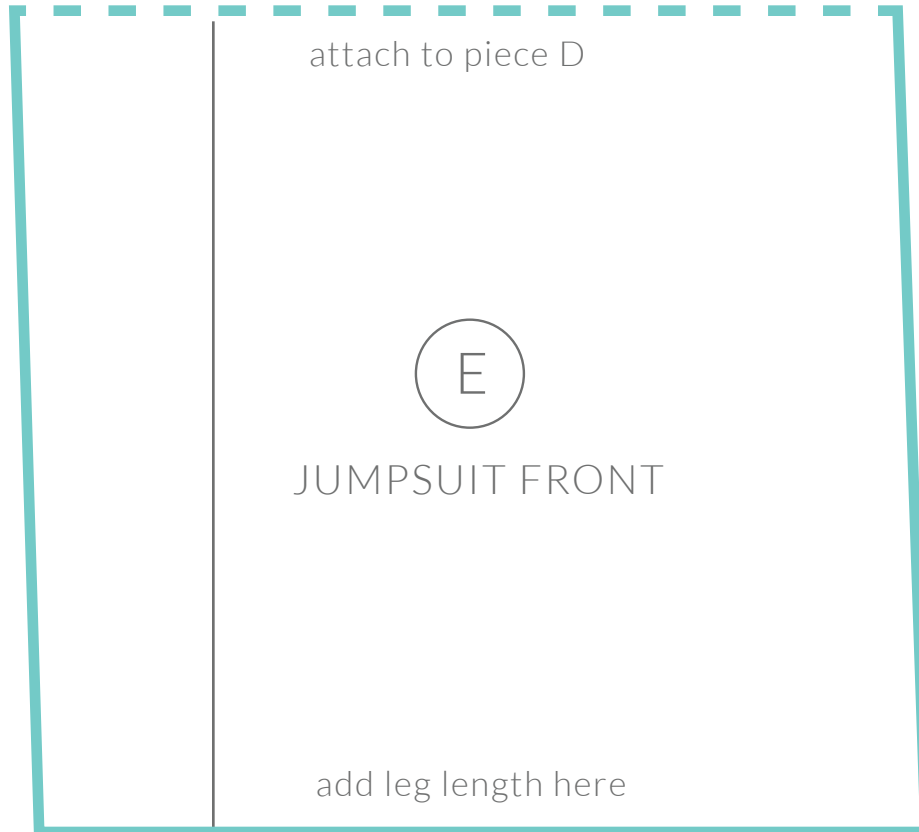 attach to piece D
E
JUMPSUIT FRONT
add leg length here